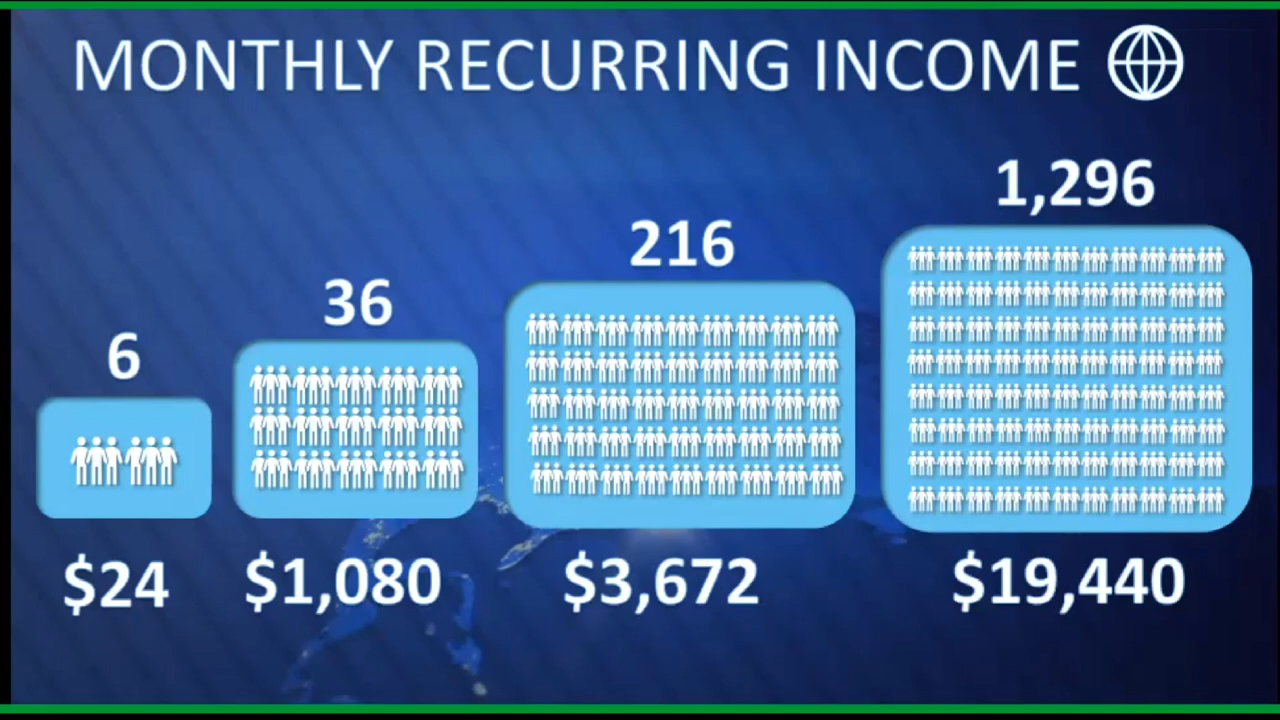 MONTHLY RECURRING INCOME
1,296
216
36
6
$24 $1,080 $3,672 $19,440